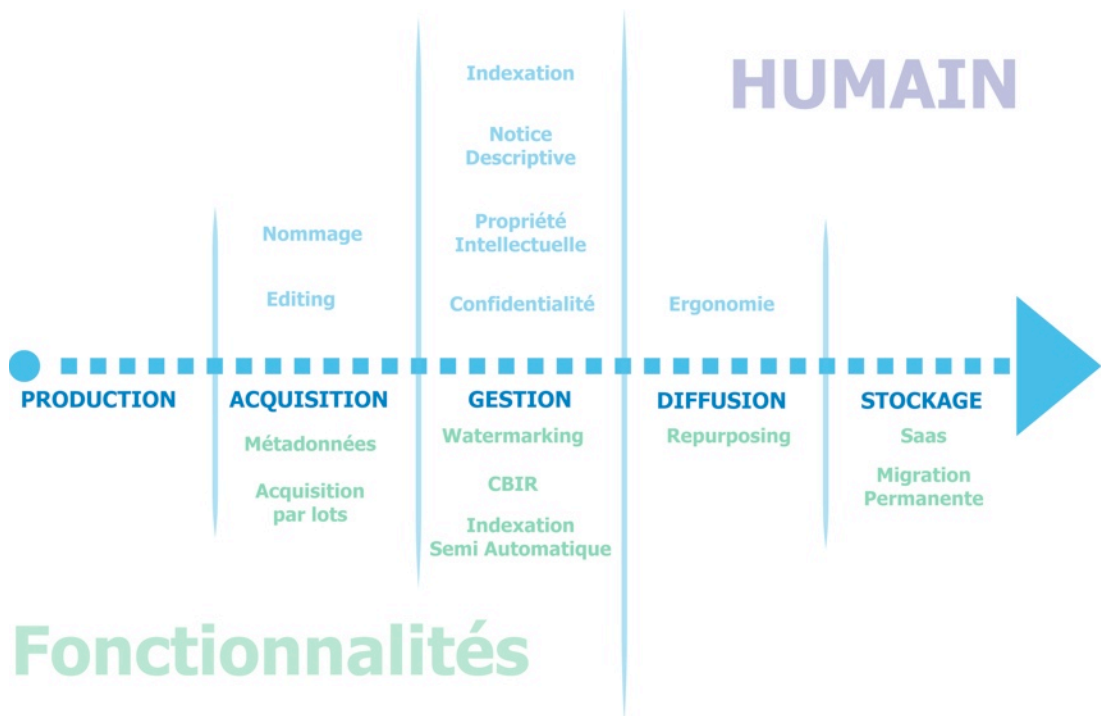 HUMAIN
Indexation
Notice
Descriptive
Propriété
Intellectuelle
Nommage
Editing
Confidentialité
Ergonomie
PRODUCTION
ACQUISITION
GESTION
DIFFUSION
STOCKAGE
Métadonnées
Acquisition
par lots
Watermarking
CBIR
Indexation
Semi Automatique
Repurposing
Saas
Migration
Permanente
Fonctionnalités